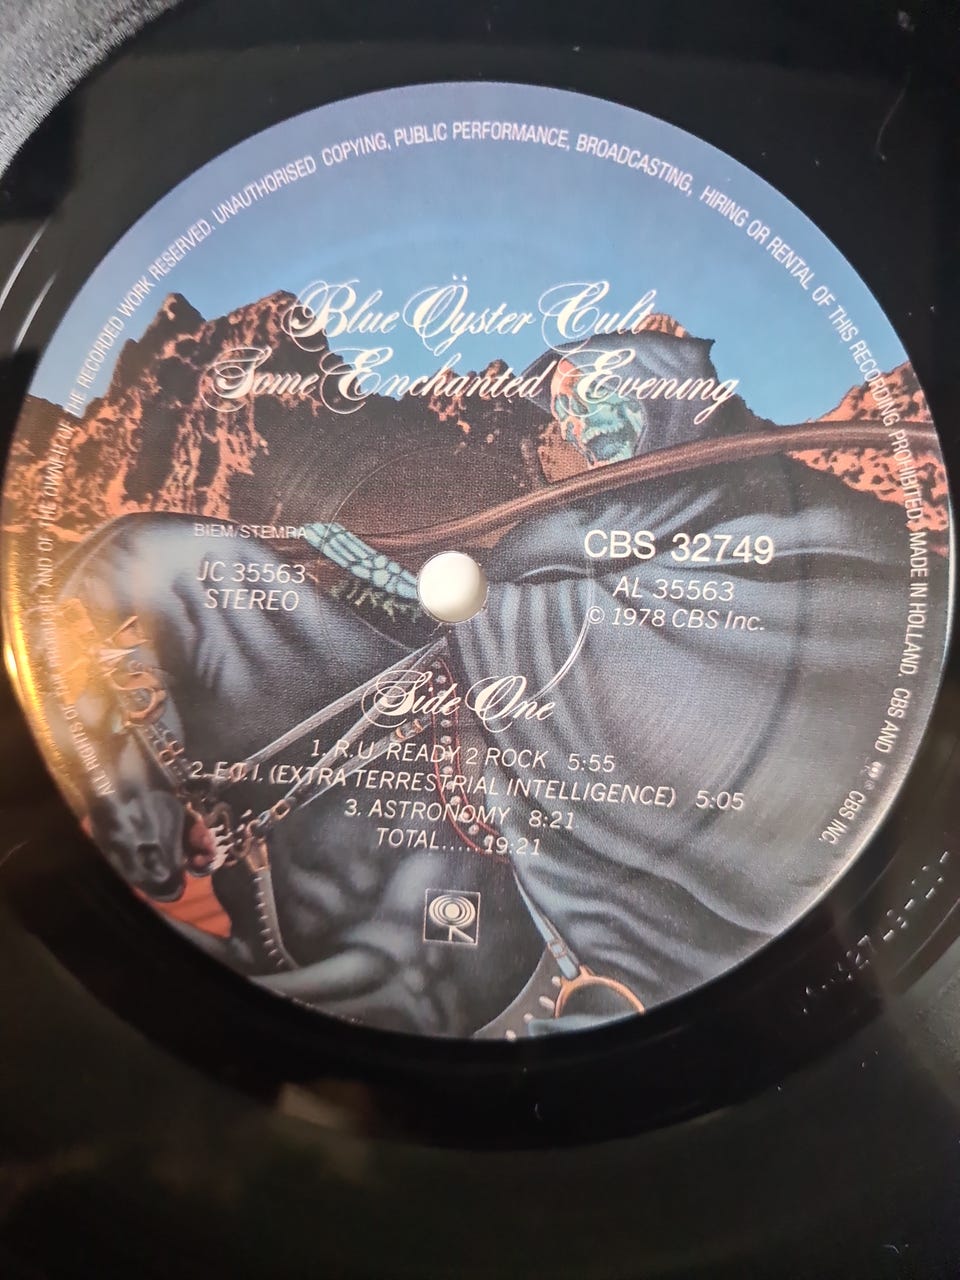 ALL RIGHTS OF THE PRODUCER AND OF THE OWNER OF THE RECORDED WORK RESERVED. UNAUTHORISED COPYING, PUBLIC PERFORMANCE, BROADCASTING, HIRING OR RENTAL OF THIS RECORDING PROHIBITED. MADE IN HOLLAND. CBS AND CBS INC.
Blue Öyster Cult
Some Enchanted Evening
BIEM/STEMRA
JC 35563
STEREO
CBS 32749
AL 35563
© 1978 CBS Inc.
Side One
1. R.U. READY 2 ROCK 5:55
2. E.T.I. (EXTRA TERRESTRIAL INTELLIGENCE) 5:05
3. ASTRONOMY 8:21
TOTAL..... 19:21